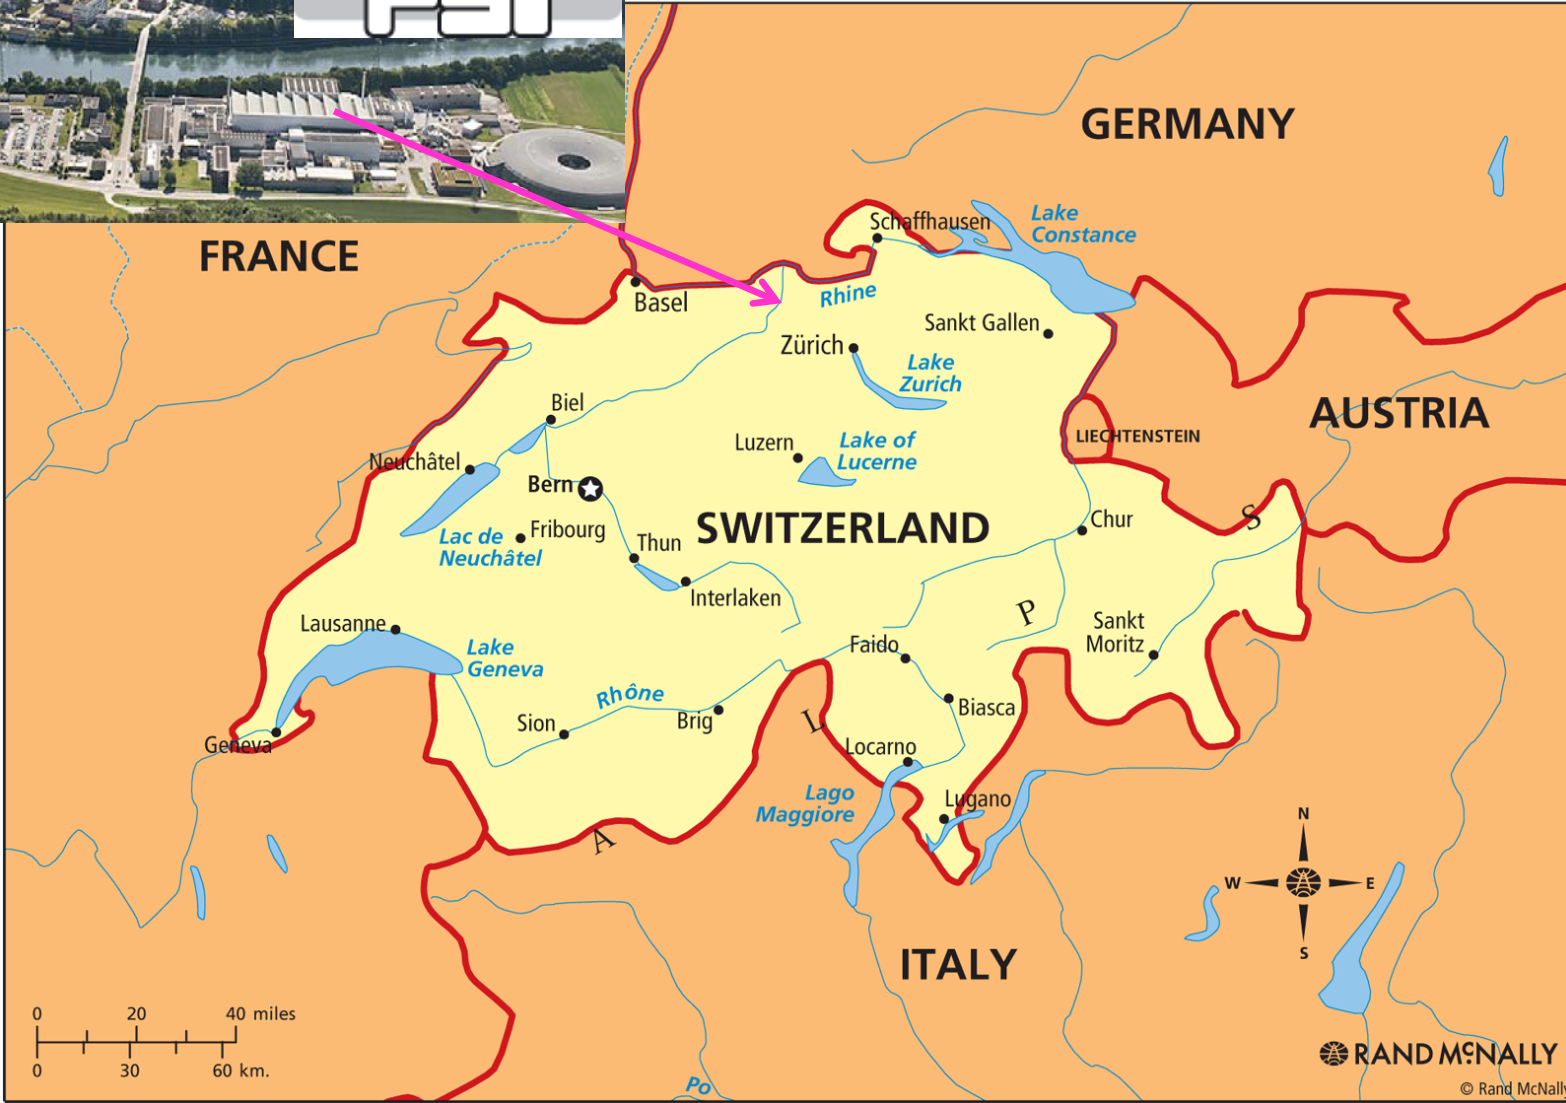 PSI
GERMANY
FRANCE
Schaffhausen
Lake
Constance
Basel
Rhine
Sankt Gallen
Zürich
Lake
Zurich
AUSTRIA
Biel
LIECHTENSTEIN
Luzern
Lake of
Lucerne
Neuchâtel
Bern
SWITZERLAND
Chur
S
Fribourg
Lac de
Neuchâtel
Thun
Interlaken
P
Sankt
Moritz
Lausanne
Lake
Geneva
Faido
Rhône
Biasca
Sion
Brig
L
Geneva
Locarno
Lago
Maggiore
Lugano
A
N
W
E
S
ITALY
0 20 40 miles
0 30 60 km.
RAND McNALLY
Po
© Rand McNally